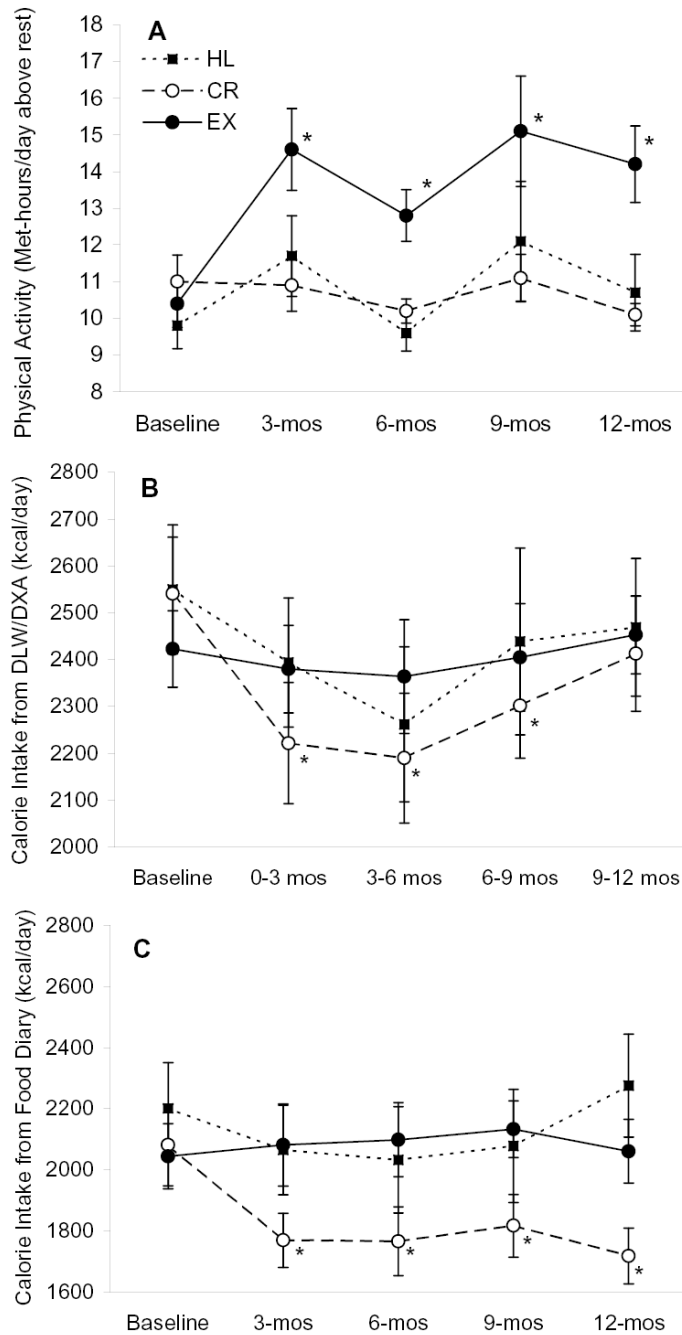 A
Physical Activity (Met-hours/day above rest)
18
17
16
15
14
13
12
11
10
9
8
HL
CR
EX
*
*
*
*
Baseline
3-mos
6-mos
9-mos
12-mos
B
Calorie Intake from DLW/DXA (kcal/day)
2800
2700
2600
2500
2400
2300
2200
2100
2000
*
*
*
Baseline
0-3 mos
3-6 mos
6-9 mos
9-12 mos
C
Calorie Intake from Food Diary (kcal/day)
2800
2600
2400
2200
2000
1800
1600
*
*
*
*
Baseline
3-mos
6-mos
9-mos
12-mos